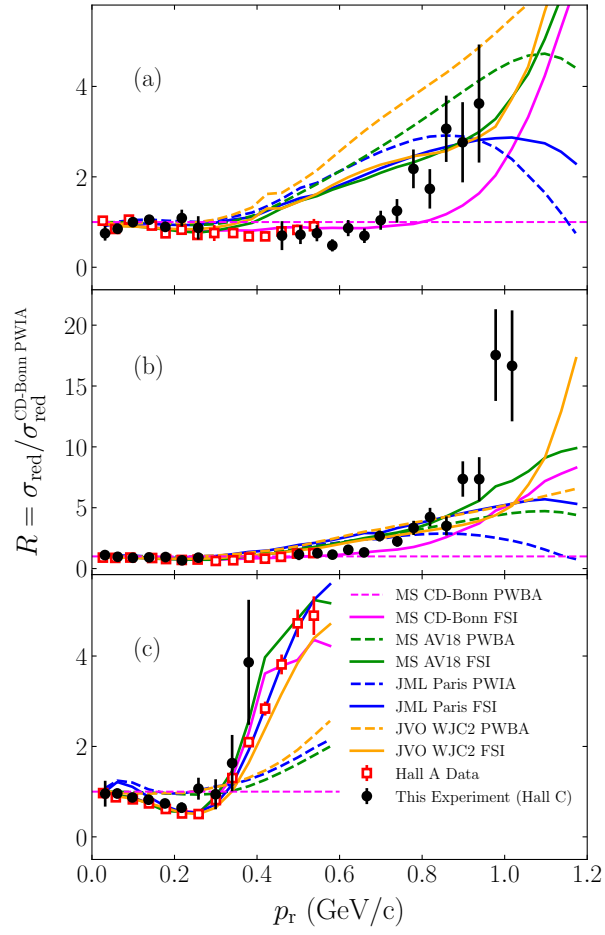 (a)
4
2
0
R = σred/σred^CD-Bonn PWIA
(b)
20
15
10
5
0
(c)
4
2
0
MS CD-Bonn PWBA
MS CD-Bonn FSI
MS AV18 PWBA
MS AV18 FSI
JML Paris PWIA
JML Paris FSI
JVO WJC2 PWBA
JVO WJC2 FSI
Hall A Data
This Experiment (Hall C)
0.0 0.2 0.4 0.6 0.8 1.0 1.2
pr (GeV/c)